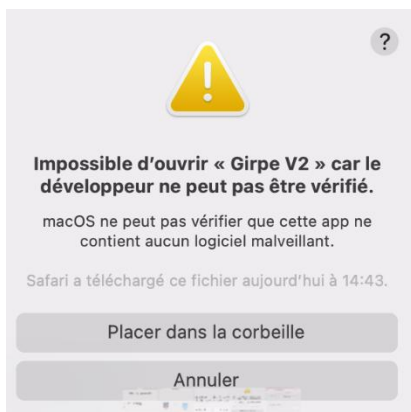 ?
Impossible d’ouvrir « Girpe V2 » car le
développeur ne peut pas être vérifié.
macOS ne peut pas vérifier que cette app ne
contient aucun logiciel malveillant.
Safari a téléchargé ce fichier aujourd’hui à 14:43.
Placer dans la corbeille
Annuler